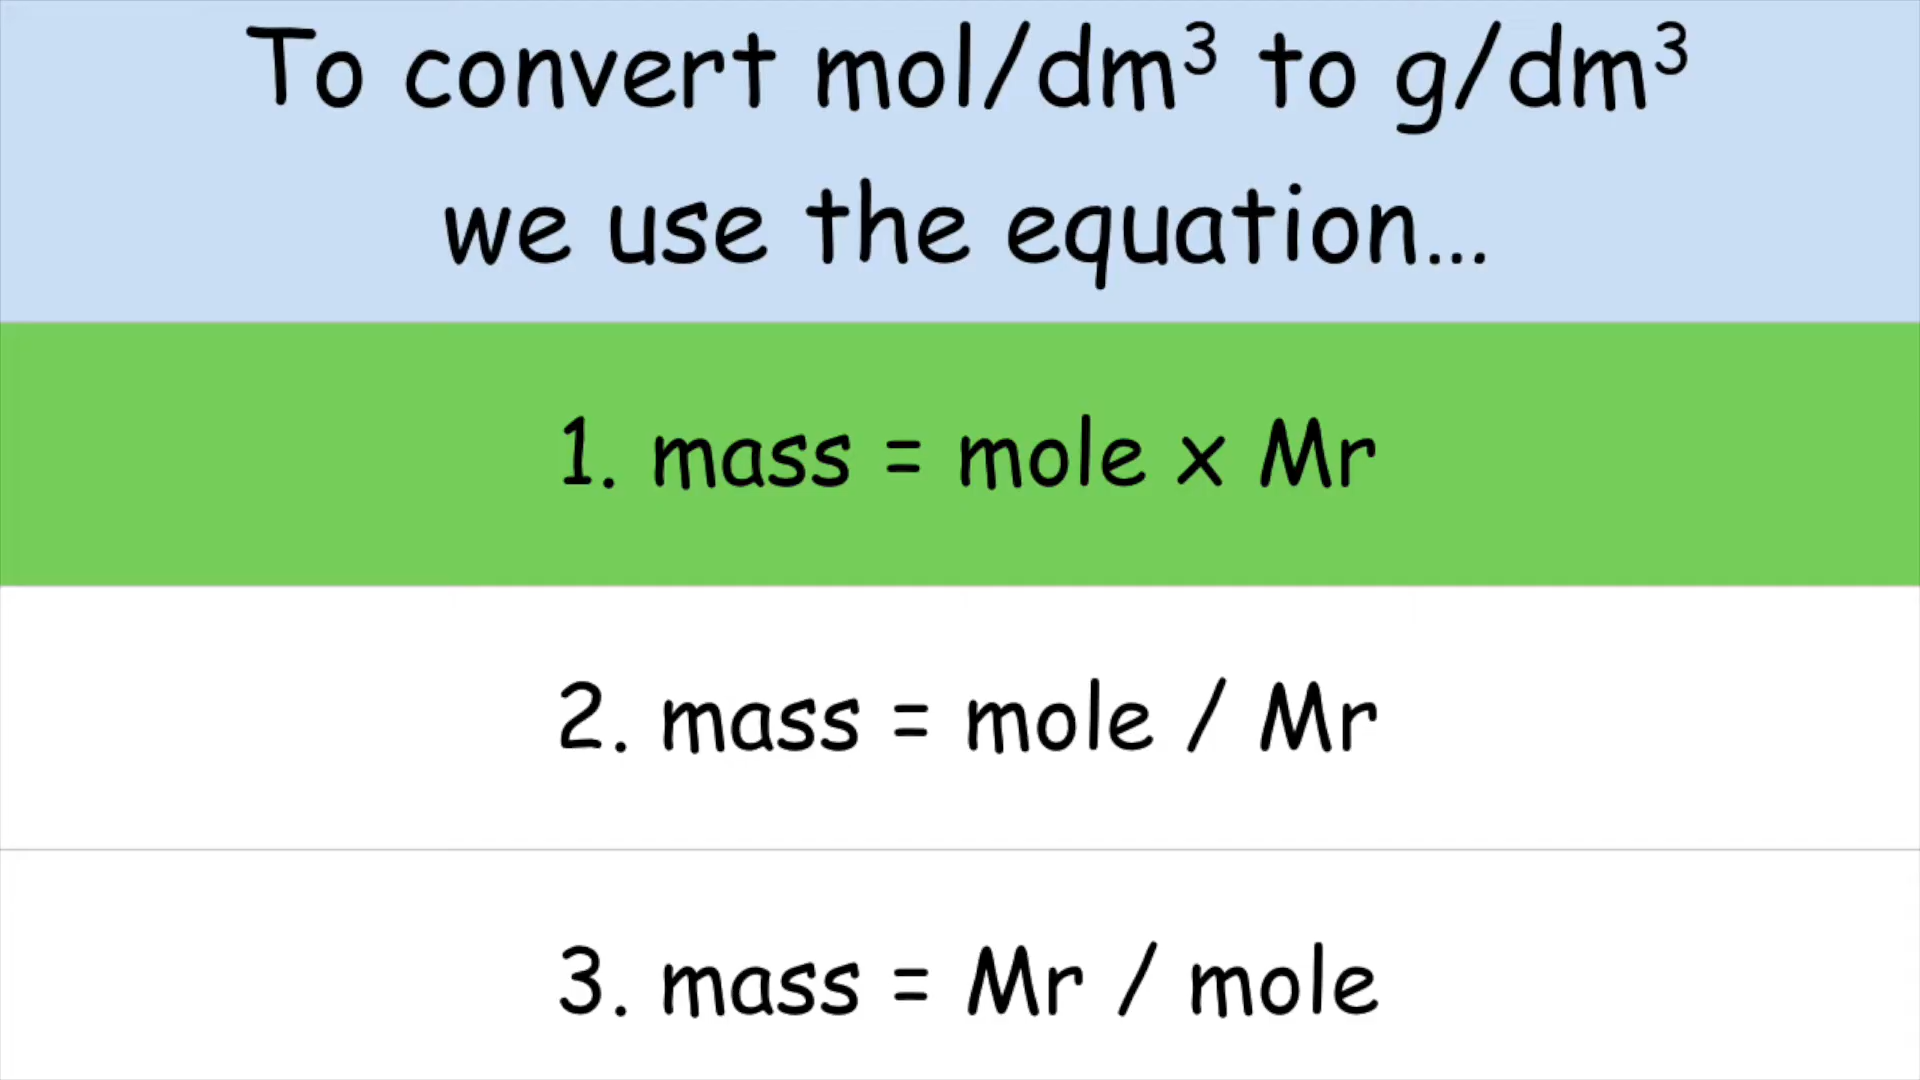 To convert mol/dm³ to g/dm³
we use the equation...
1. mass = mole x Mr
2. mass = mole / Mr
3. mass = Mr / mole